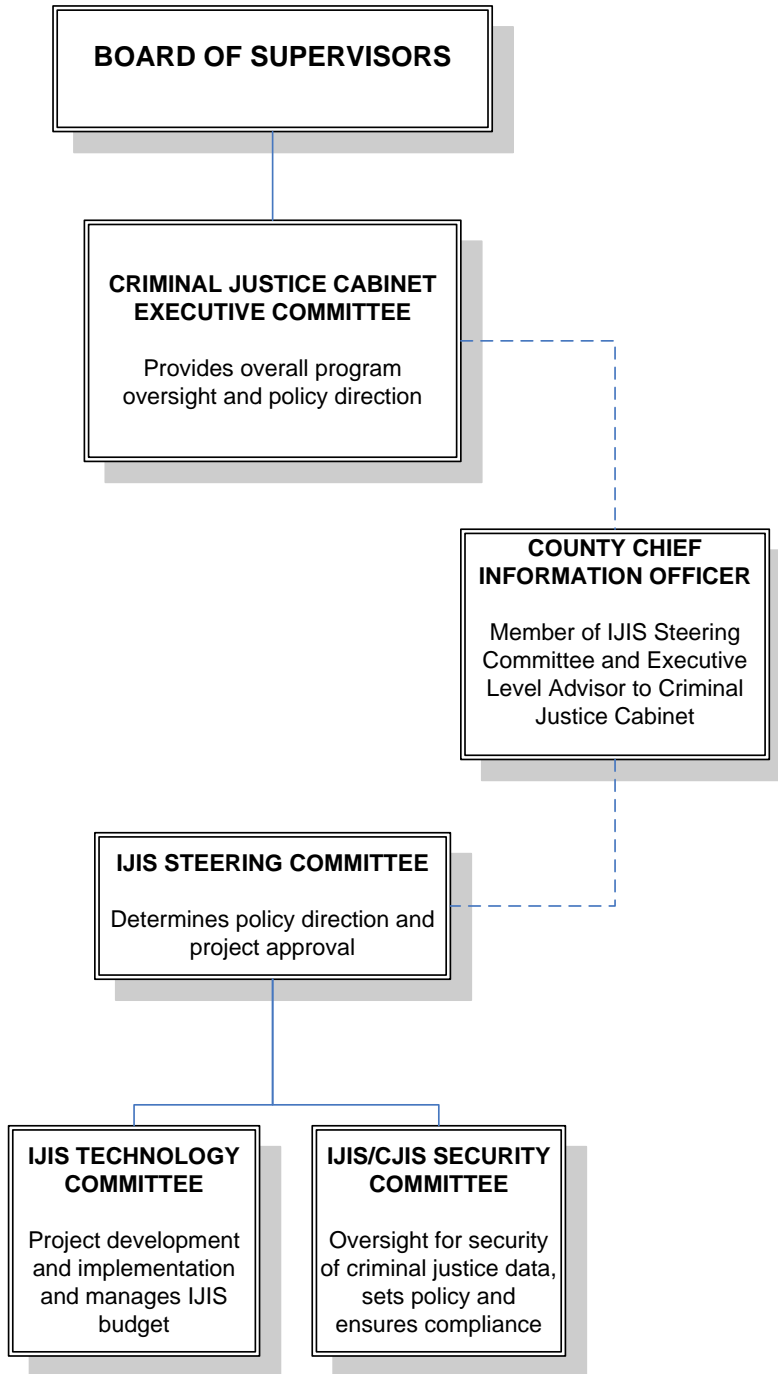 BOARD OF SUPERVISORS
CRIMINAL JUSTICE CABINET
EXECUTIVE COMMITTEE
Provides overall program
oversight and policy direction
COUNTY CHIEF
INFORMATION OFFICER
Member of IJIS Steering
Committee and Executive
Level Advisor to Criminal
Justice Cabinet
IJIS STEERING COMMITTEE
Determines policy direction and
project approval
IJIS TECHNOLOGY
COMMITTEE
Project development
and implementation
and manages IJIS
budget
IJIS/CJIS SECURITY
COMMITTEE
Oversight for security
of criminal justice data,
sets policy and
ensures compliance